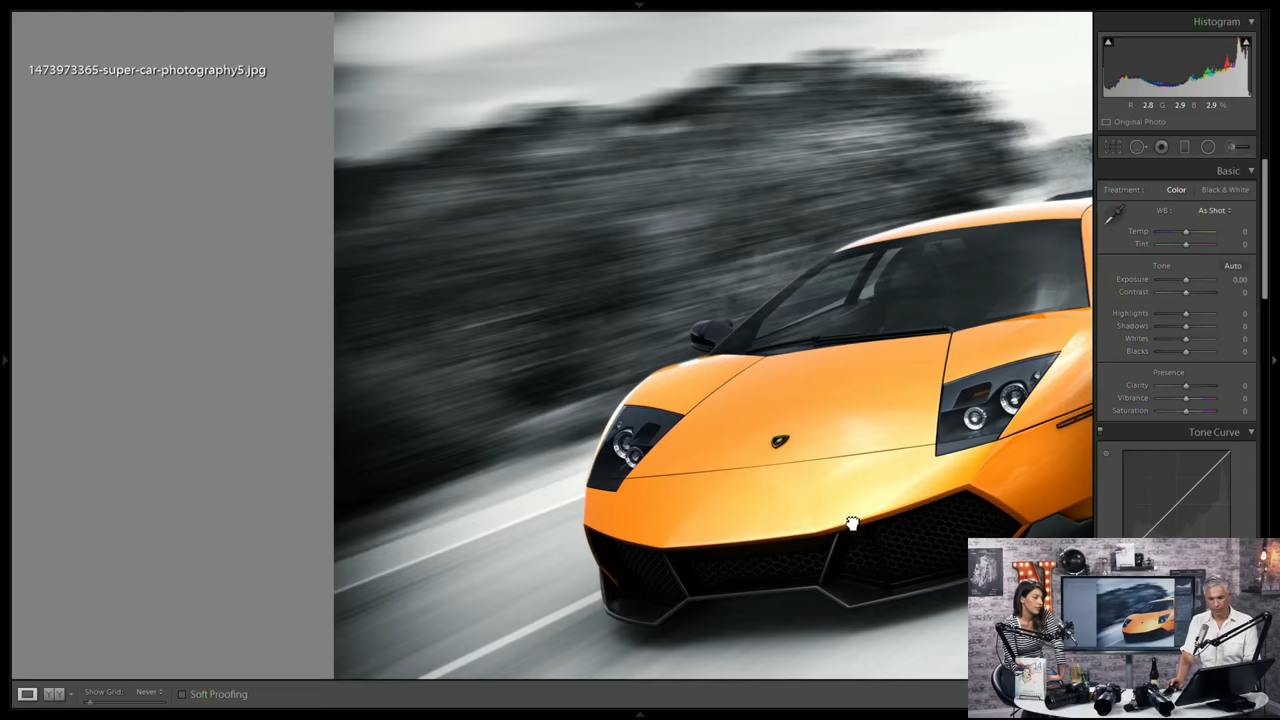 Histogram
1473973365-super-car-photography5.jpg
R 2.8 G 2.9 B 2.9 %
Original Photo
Basic
Treatment : Color Black & White
WB : As Shot
Temp 0
Tint 0
Tone Auto
Exposure 0.00
Contrast 0
Highlights 0
Shadows 0
Whites 0
Blacks 0
Presence
Clarity 0
Vibrance 0
Saturation 0
Tone Curve
Show Grid: Never
Soft Proofing